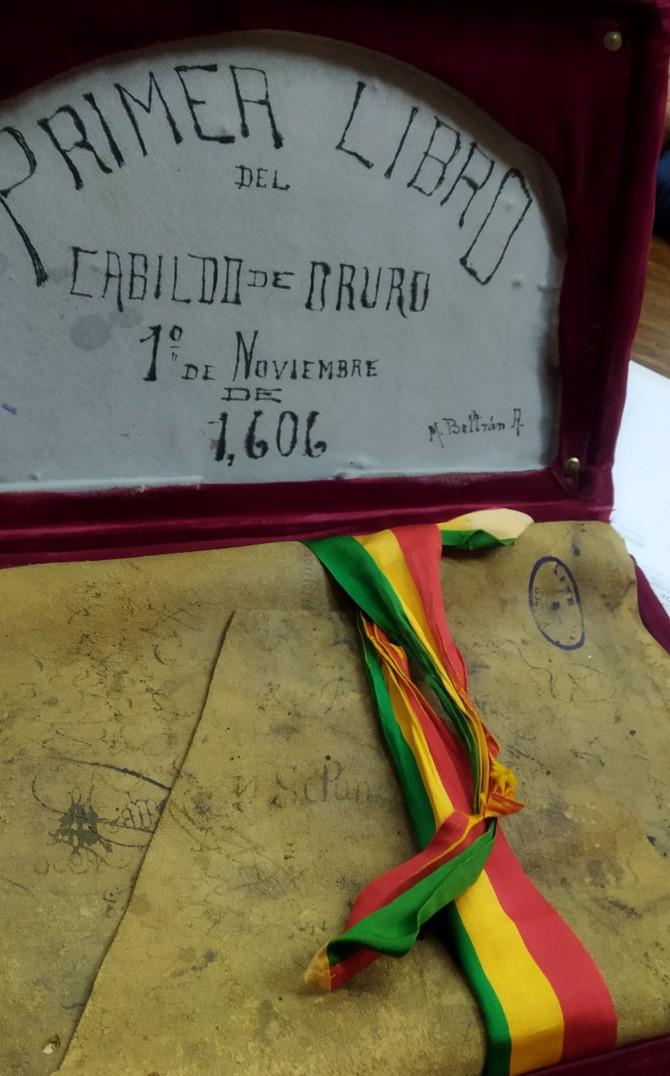 PRIMER LIBRO
DEL
CABILDO DE ORURO
1º DE NOVIEMBRE
DE
1,606
M. Beltrán A.